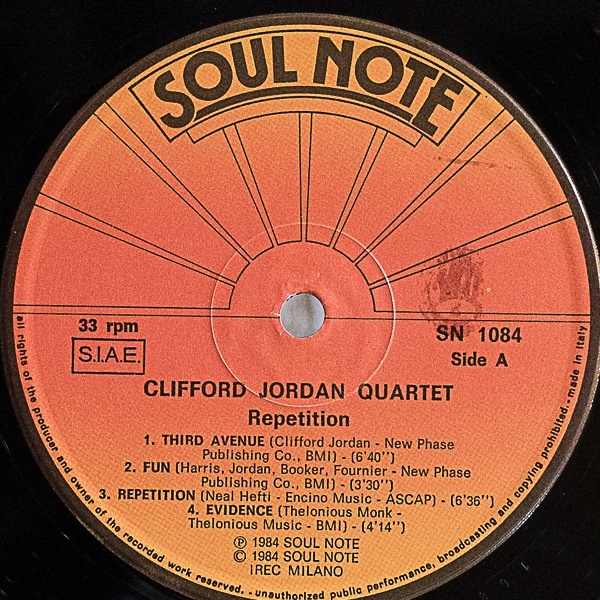 SOUL NOTE
33 rpm
S.I.A.E.
SN 1084
Side A
CLIFFORD JORDAN QUARTET
Repetition
1. THIRD AVENUE (Clifford Jordan - New Phase
Publishing Co., BMI) - (6'40'')
2. FUN (Harris, Jordan, Booker, Fournier - New Phase
Publishing Co., BMI) - (3'30'')
3. REPETITION (Neal Hefti - Encino Music - ASCAP) - (6'36'')
4. EVIDENCE (Thelonious Monk -
Thelonious Music - BMI) - (4'14'')
℗ 1984 SOUL NOTE
© 1984 SOUL NOTE
IREC MILANO
all rights of the producer and owner of the recorded work reserved. - unauthorized public performance, broadcasting and copying prohibited. - made in italy